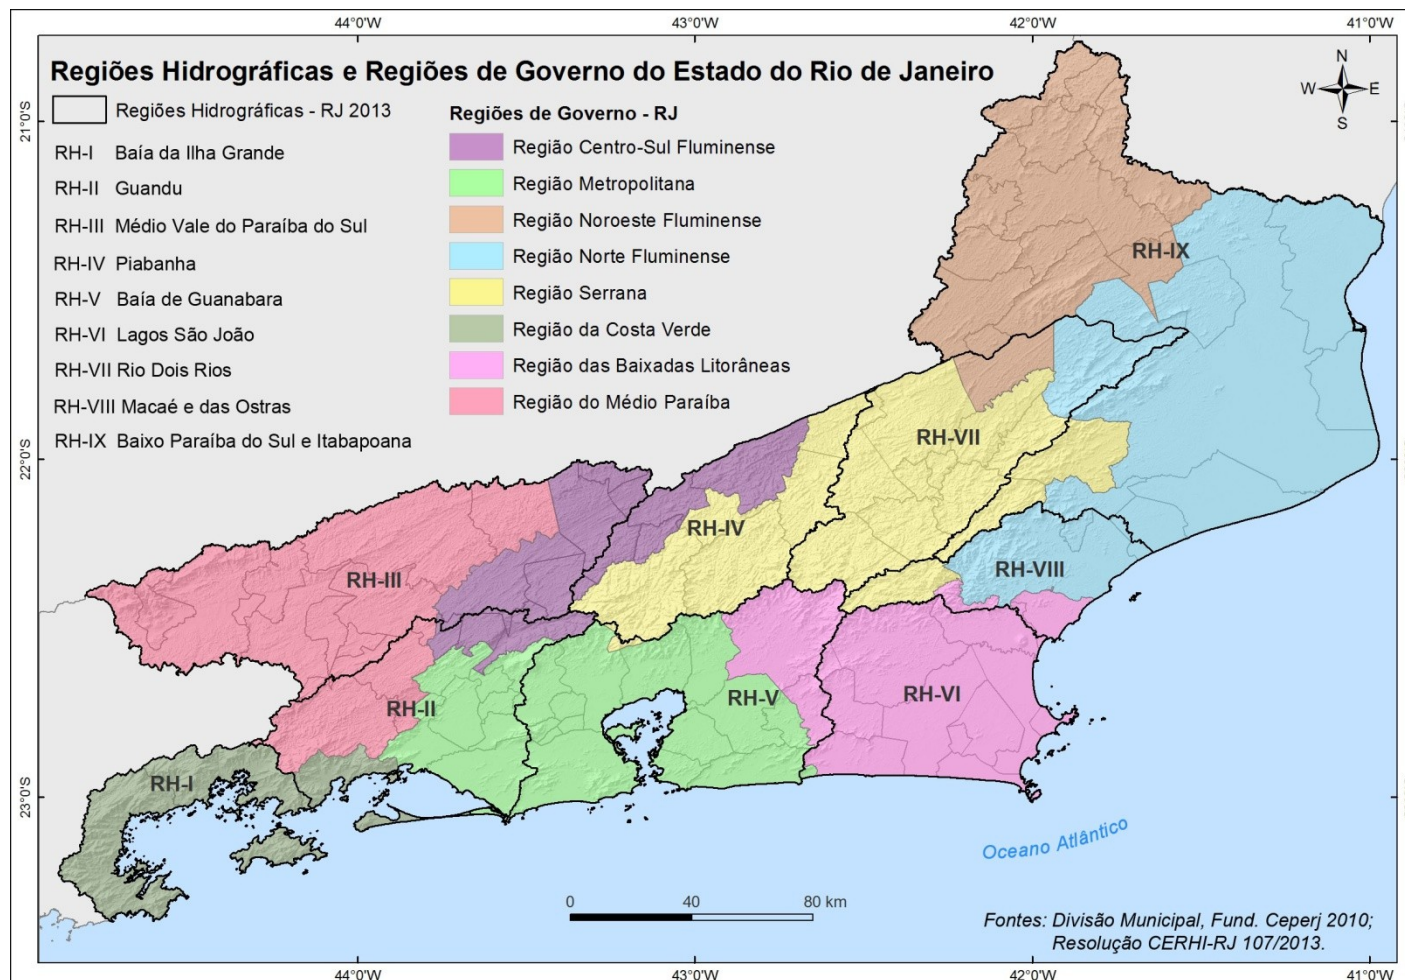 44°0'W 43°0'W 42°0'W 41°0'W
Regiões Hidrográficas e Regiões de Governo do Estado do Rio de Janeiro
Regiões Hidrográficas - RJ 2013
RH-I Baía da Ilha Grande
RH-II Guandu
RH-III Médio Vale do Paraíba do Sul
RH-IV Piabanha
RH-V Baía de Guanabara
RH-VI Lagos São João
RH-VII Rio Dois Rios
RH-VIII Macaé e das Ostras
RH-IX Baixo Paraíba do Sul e Itabapoana
Regiões de Governo - RJ
Região Centro-Sul Fluminense
Região Metropolitana
Região Noroeste Fluminense
Região Norte Fluminense
Região Serrana
Região da Costa Verde
Região das Baixadas Litorâneas
Região do Médio Paraíba
N
W E
S
21°0'S
22°0'S
23°0'S
RH-IX
RH-VII
RH-IV
RH-VIII
RH-III
RH-VI
RH-V
RH-II
RH-I
Oceano Atlântico
0 40 80 km
Fontes: Divisão Municipal, Fund. Ceperj 2010;
Resolução CERHI-RJ 107/2013.
44°0'W 43°0'W 42°0'W 41°0'W